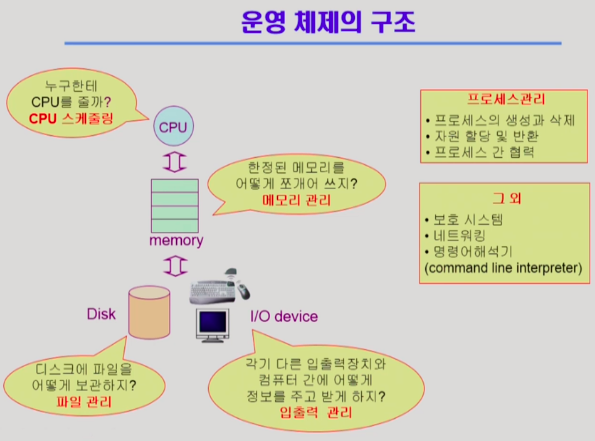 운영 체제의 구조
누구한테
CPU를 줄까?
CPU 스케줄링
CPU
한정된 메모리를
어떻게 쪼개어 쓰지?
메모리 관리
memory
Disk
I/O device
디스크에 파일을
어떻게 보관하지?
파일 관리
각기 다른 입출력장치와
컴퓨터 간에 어떻게
정보를 주고 받게 하지?
입출력 관리
프로세스관리
• 프로세스의 생성과 삭제
• 자원 할당 및 반환
• 프로세스 간 협력
그 외
• 보호 시스템
• 네트워킹
• 명령어해석기
(command line interpreter)